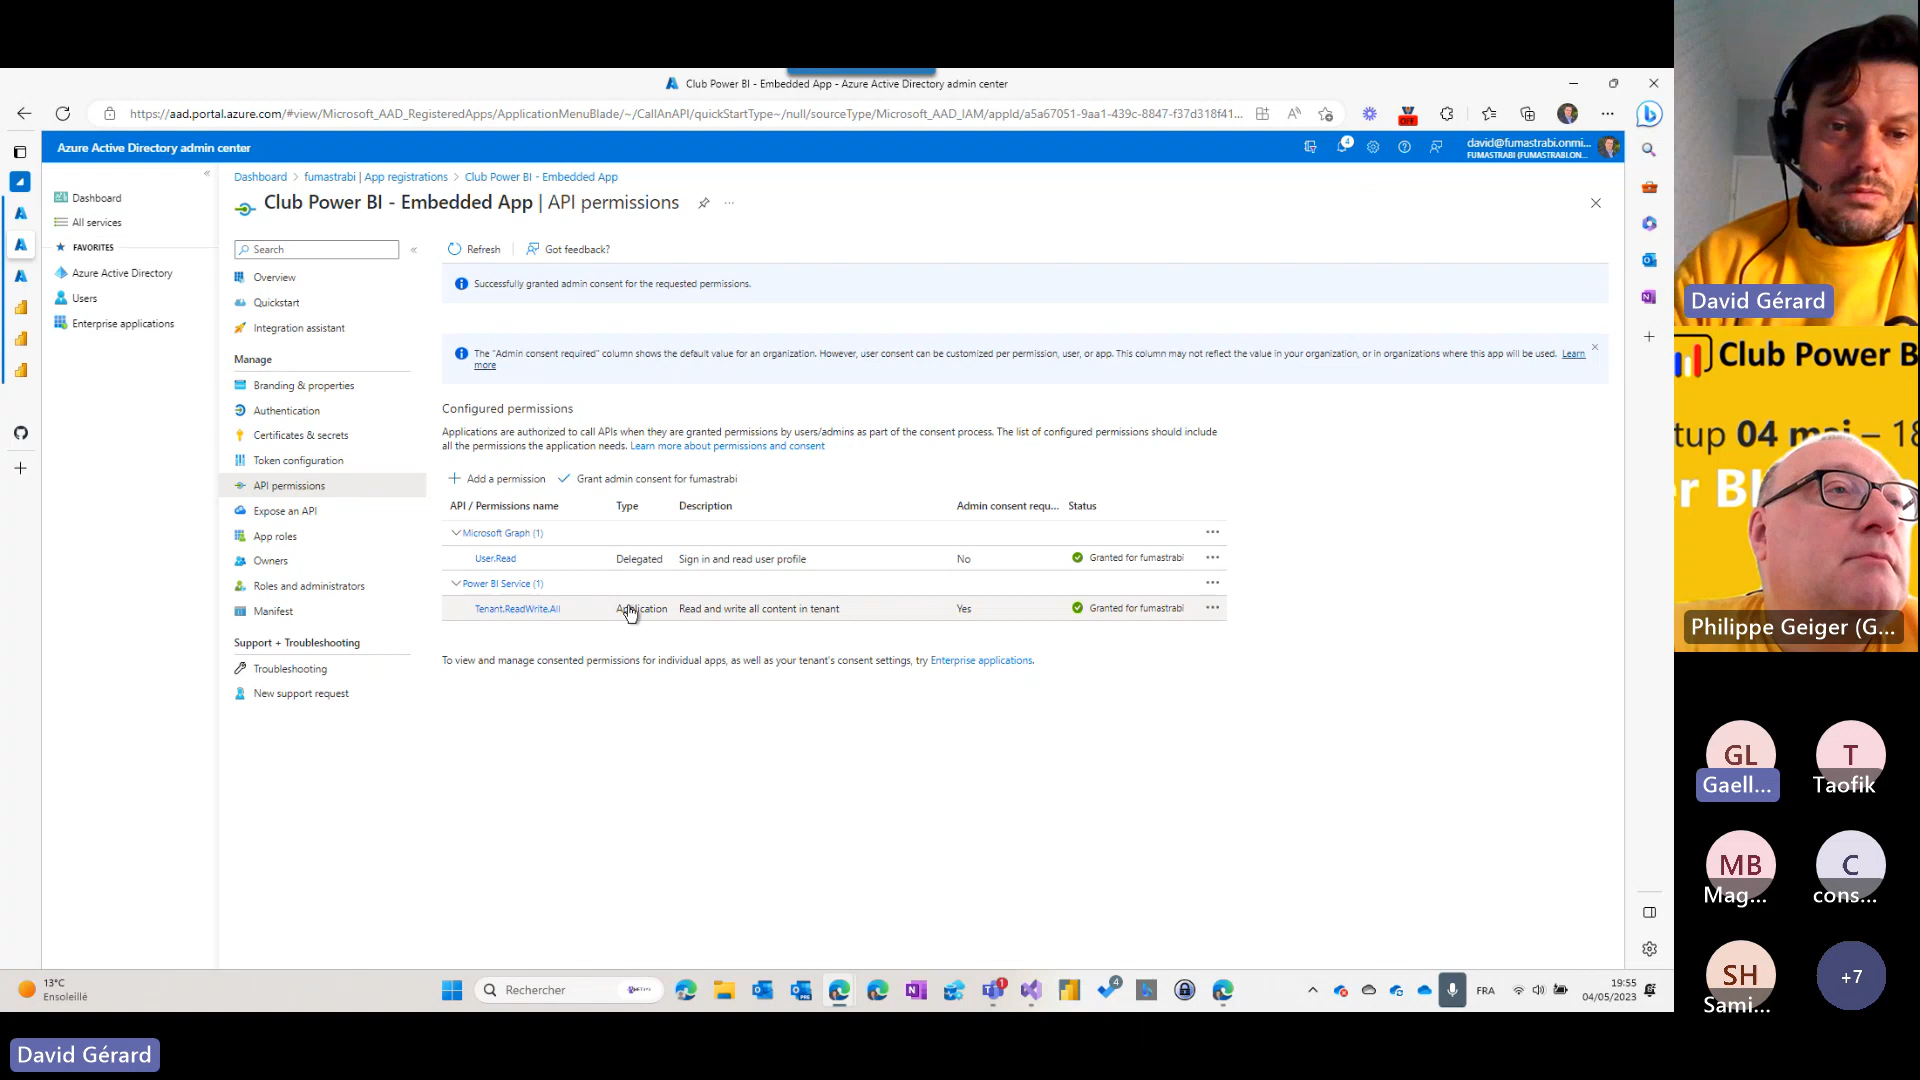 Club Power BI - Embedded App - Azure Active Directory admin center
https://aad.portal.azure.com/#view/Microsoft_AAD_RegisteredApps/ApplicationMenuBlade/~/CallAnAPI/quickStartType~/null/sourceType/Microsoft_AAD_IAM/appId/a5a67051-9aa1-439c-8847-f37d318f41...
OFF
Azure Active Directory admin center
4
david@fumastrabi.onmi...
FUMASTRABI (FUMASTRABI.ON...
Dashboard
All services
FAVORITES
Azure Active Directory
Users
Enterprise applications
Dashboard > fumastrabi | App registrations > Club Power BI - Embedded App
Club Power BI - Embedded App | API permissions
Search
Overview
Quickstart
Integration assistant
Manage
Branding & properties
Authentication
Certificates & secrets
Token configuration
API permissions
Expose an API
App roles
Owners
Roles and administrators
Manifest
Support + Troubleshooting
Troubleshooting
New support request
Refresh
Got feedback?
Successfully granted admin consent for the requested permissions.
The "Admin consent required" column shows the default value for an organization. However, user consent can be customized per permission, user, or app. This column may not reflect the value in your organization, or in organizations where this app will be used. Learn
more
Configured permissions
Applications are authorized to call APIs when they are granted permissions by users/admins as part of the consent process. The list of configured permissions should include
all the permissions the application needs. Learn more about permissions and consent
Add a permission
Grant admin consent for fumastrabi
API / Permissions name Type Description Admin consent requ... Status
Microsoft Graph (1)
User.Read Delegated Sign in and read user profile No Granted for fumastrabi
Power BI Service (1)
Tenant.ReadWrite.All Application Read and write all content in tenant Yes Granted for fumastrabi
To view and manage consented permissions for individual apps, as well as your tenant's consent settings, try Enterprise applications.
13°C
Ensoleillé
Rechercher
1
4
FRA
19:55
04/05/2023
David Gérard
David Gérard
Club Power B
tup 04 mai – 18
r BI
Philippe Geiger (G...
GL
Gaell...
T
Taofik
MB
Mag...
C
cons...
SH
Sami...
+7